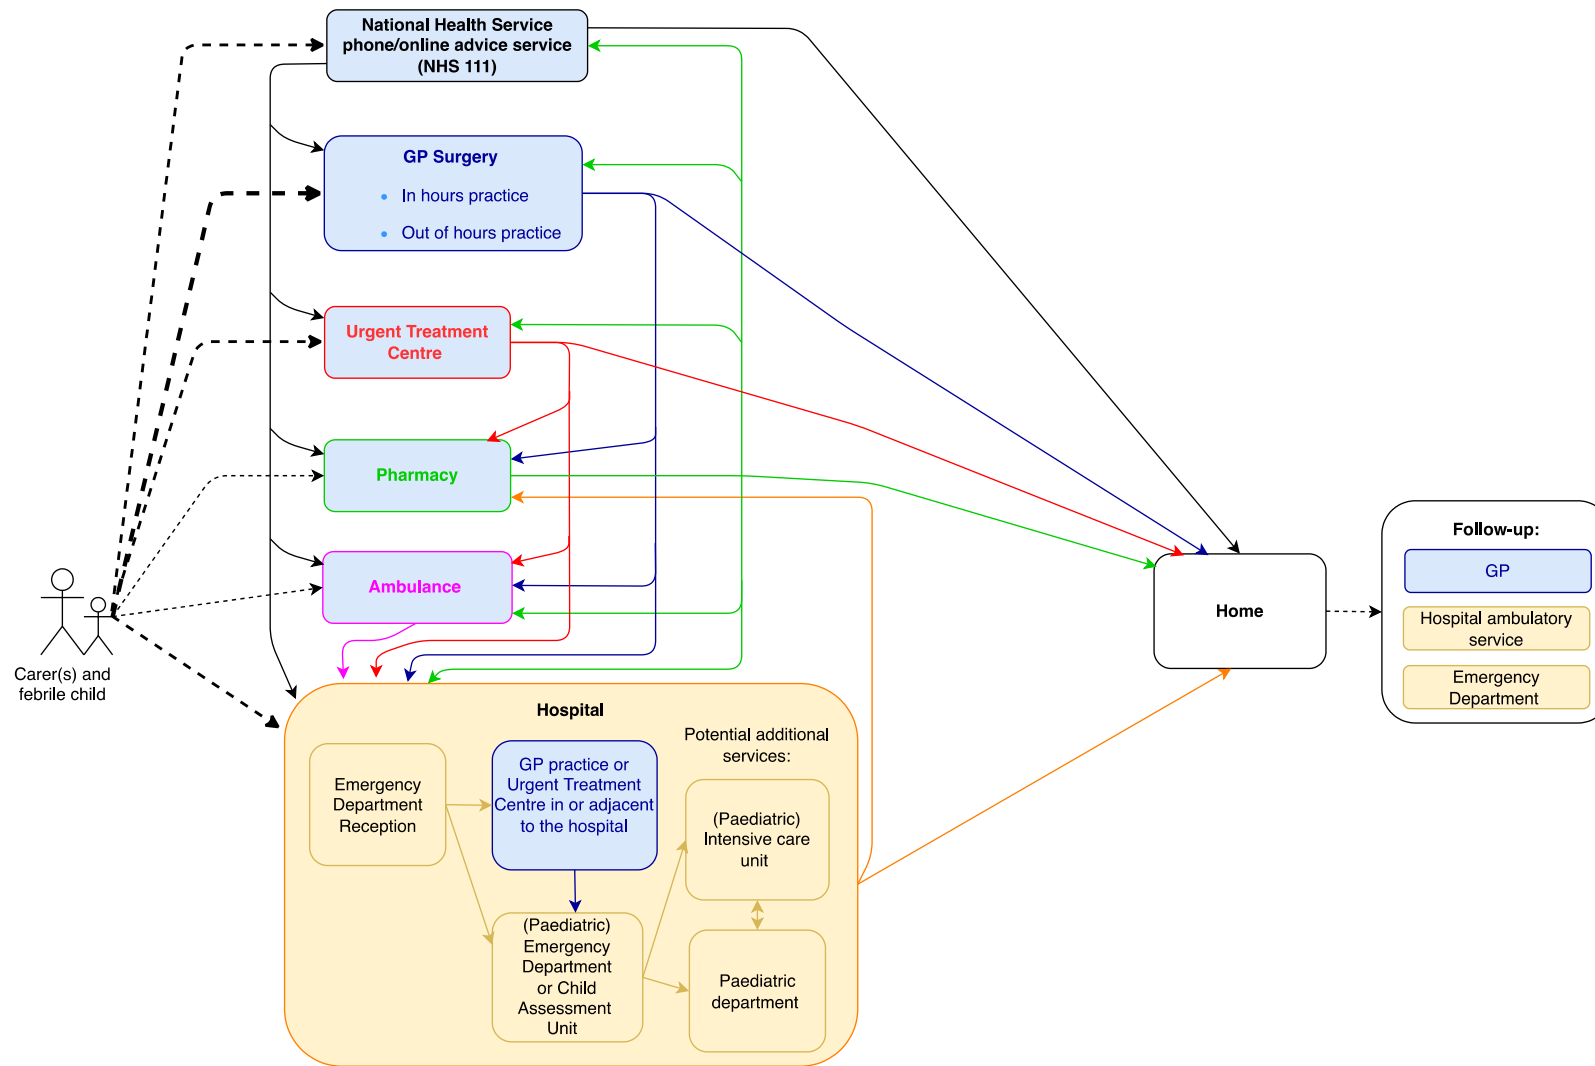 National Health Service
phone/online advice service
(NHS 111)
GP Surgery
• In hours practice
• Out of hours practice
Urgent Treatment
Centre
Pharmacy
Ambulance
Carer(s) and
febrile child
Home
Follow-up:
GP
Hospital ambulatory
service
Emergency
Department
Hospital
Emergency
Department
Reception
GP practice or
Urgent Treatment
Centre in or adjacent
to the hospital
(Paediatric)
Emergency
Department
or Child
Assessment
Unit
Potential additional
services:
(Paediatric)
Intensive care
unit
Paediatric
department